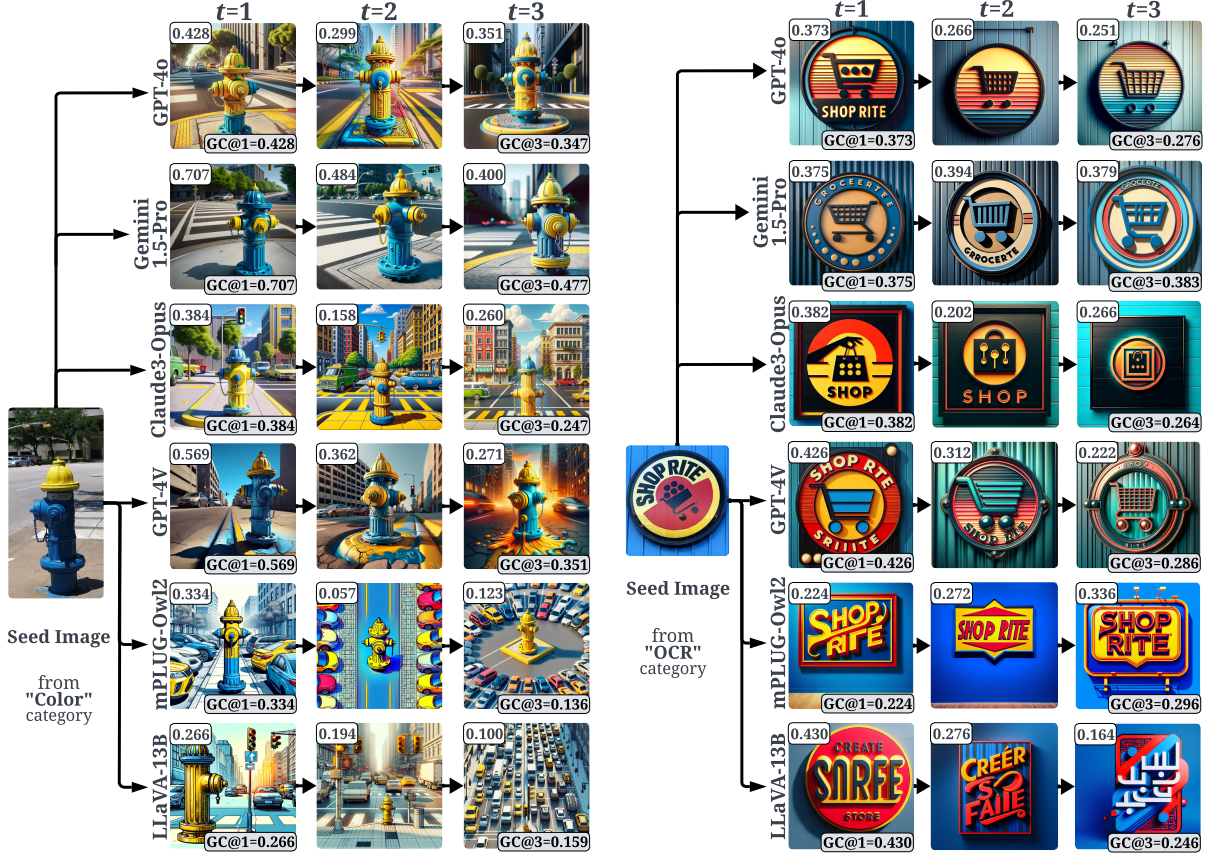 t=1 t=2 t=3
GPT-4o
0.428 0.299 0.351
GC@1=0.428 GC@3=0.347
Gemini
1.5-Pro
0.707 0.484 0.400
GC@1=0.707 GC@3=0.477
Claude3-Opus
0.384 0.158 0.260
GC@1=0.384 GC@3=0.247
GPT-4V
0.569 0.362 0.271
GC@1=0.569 GC@3=0.351
mPLUG-Owl2
0.334 0.057 0.123
GC@1=0.334 GC@3=0.136
LLaVA-13B
0.266 0.194 0.100
GC@1=0.266 GC@3=0.159
Seed Image
from
"Color"
category
t=1 t=2 t=3
GPT-4o
0.373 0.266 0.251
SHOP RITE
GC@1=0.373 GC@3=0.276
Gemini
1.5-Pro
0.375 0.394 0.379
GROCEERTE
GRROCERTE
GROCERTE
GC@1=0.375 GC@3=0.383
Claude3-Opus
0.382 0.202 0.266
SHOP
SHOP
GC@1=0.382 GC@3=0.264
GPT-4V
0.426 0.312 0.222
SHOP RTE
SRIIITE
SHOP RITE
GC@1=0.426 GC@3=0.286
mPLUG-Owl2
0.224 0.272 0.336
SHOP
RITE
SHOP RITE
SHOP
RITE
GC@1=0.224 GC@3=0.296
LLaVA-13B
0.430 0.276 0.164
CREATE
SNRFE
STORE
CREÉR
SO
FAITE
GC@1=0.430 GC@3=0.246
SHOP RITE
Seed Image
from
"OCR"
category